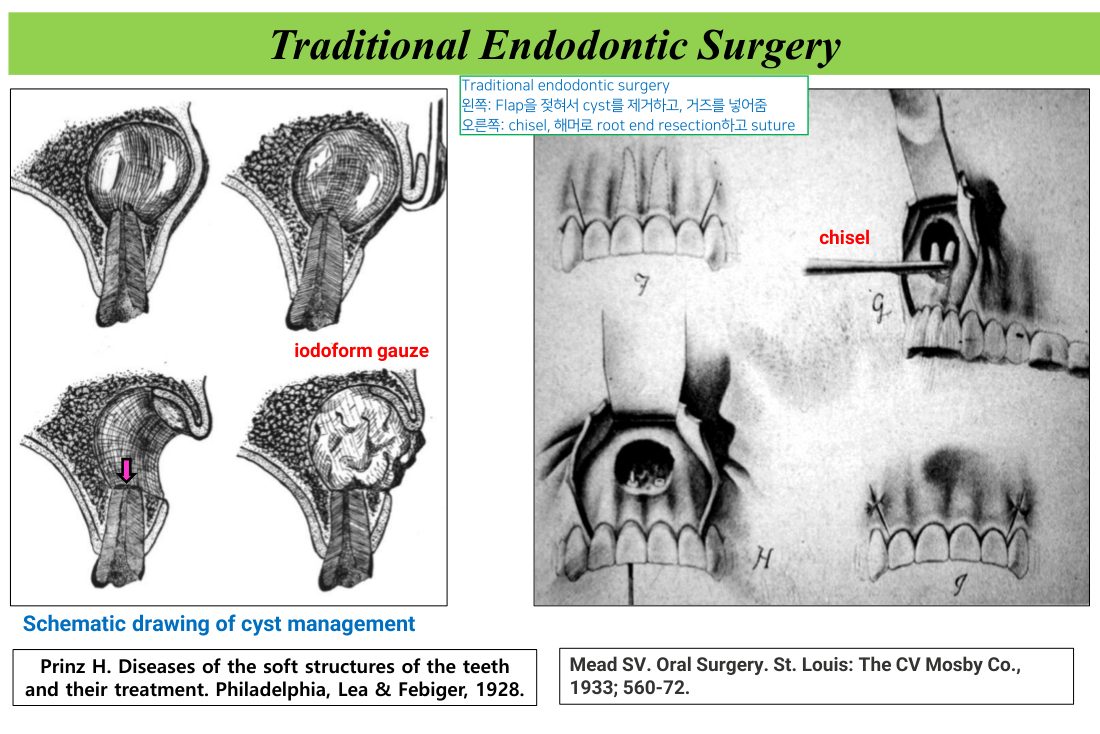 Traditional Endodontic Surgery
Traditional endodontic surgery
왼쪽: Flap을 젖혀서 cyst를 제거하고, 거즈를 넣어줌
오른쪽: chisel, 해머로 root end resection하고 suture
chisel
F
G
iodoform gauze
H
I
Schematic drawing of cyst management
Prinz H. Diseases of the soft structures of the teeth
and their treatment. Philadelphia, Lea & Febiger, 1928.
Mead SV. Oral Surgery. St. Louis: The CV Mosby Co.,
1933; 560-72.